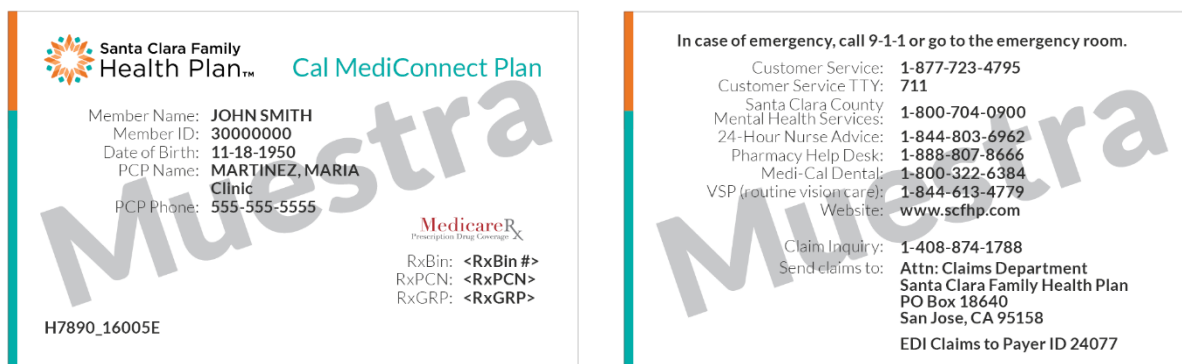 Santa Clara Family
Health Plan™
Cal MediConnect Plan
Member Name: JOHN SMITH
Member ID: 30000000
Date of Birth: 11-18-1950
PCP Name: MARTINEZ, MARIA
Clinic
PCP Phone: 555-555-5555
MedicareRx
Prescription Drug Coverage
RxBin: <RxBin #>
RxPCN: <RxPCN>
RxGRP: <RxGRP>
H7890_16005E
Muestra
In case of emergency, call 9-1-1 or go to the emergency room.
Customer Service: 1-877-723-4795
Customer Service TTY: 711
Santa Clara County
Mental Health Services: 1-800-704-0900
24-Hour Nurse Advice: 1-844-803-6962
Pharmacy Help Desk: 1-888-807-8666
Medi-Cal Dental: 1-800-322-6384
VSP (routine vision care): 1-844-613-4779
Website: www.scfhp.com
Claim Inquiry: 1-408-874-1788
Send claims to: Attn: Claims Department
Santa Clara Family Health Plan
PO Box 18640
San Jose, CA 95158
EDI Claims to Payer ID 24077
Muestra